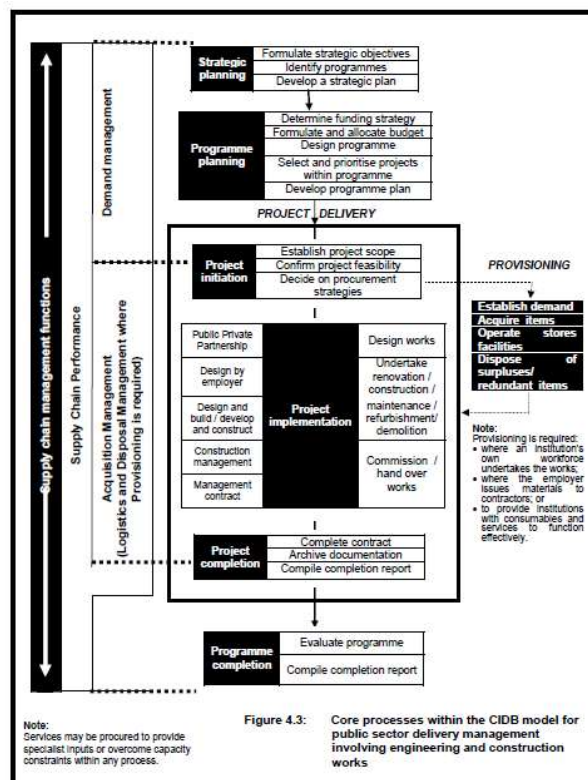 Supply chain management functions
Supply Chain Performance
Demand management
Acquisition Management
(Logistics and Disposal Management where
Provisioning is required)
Strategic
planning
Formulate strategic objectives
Identify programmes
Develop a strategic plan
Programme
planning
Determine funding strategy
Formulate and allocate budget
Design programme
Select and prioritise projects
within programme
Develop programme plan
PROJECT DELIVERY
Project
initiation
Establish project scope
Confirm project feasibility
Decide on procurement
strategies
PROVISIONING
Establish demand
Acquire items
Operate stores
facilities
Dispose of
surpluses/
redundant items
Public Private
Partnership
Design by
employer
Design and
build / develop
and construct
Construction
management
Management
contract
Project
implementation
Design works
Undertake
renovation /
construction /
maintenance /
refurbishment/
demolition
Commission /
hand over
works
Note:
Provisioning is required:
• where an institution's
own workforce
undertakes the works;
• where the employer
issues materials to
contractors; or
• to provide institutions
with consumables and
services to function
effectively.
Project
completion
Complete contract
Archive documentation
Compile completion report
Programme
completion
Evaluate programme
Compile completion report
Note:
Services may be procured to provide
specialist inputs or overcome capacity
constraints within any process.
Figure 4.3: Core processes within the CIDB model for
public sector delivery management
involving engineering and construction
works